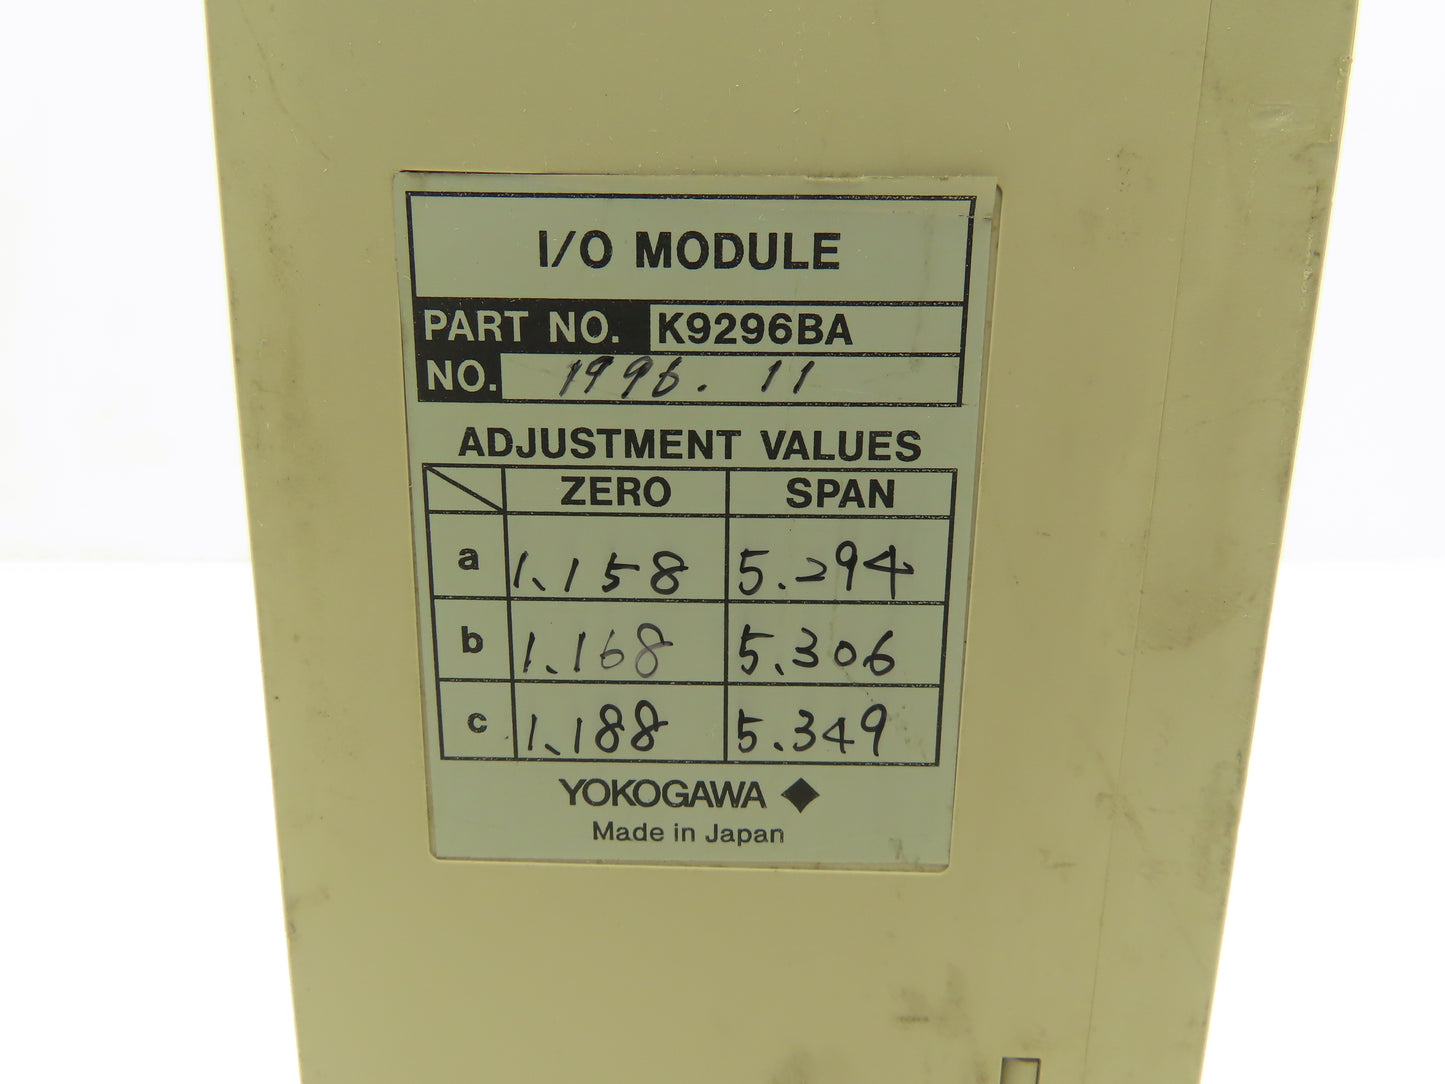 I/O MODULE
PART NO. K9296BA
NO. 1996. 11
ADJUSTMENT VALUES
ZERO SPAN
a 1.158 5.294
b 1.168 5.306
c 1.188 5.349
YOKOGAWA
Made in Japan